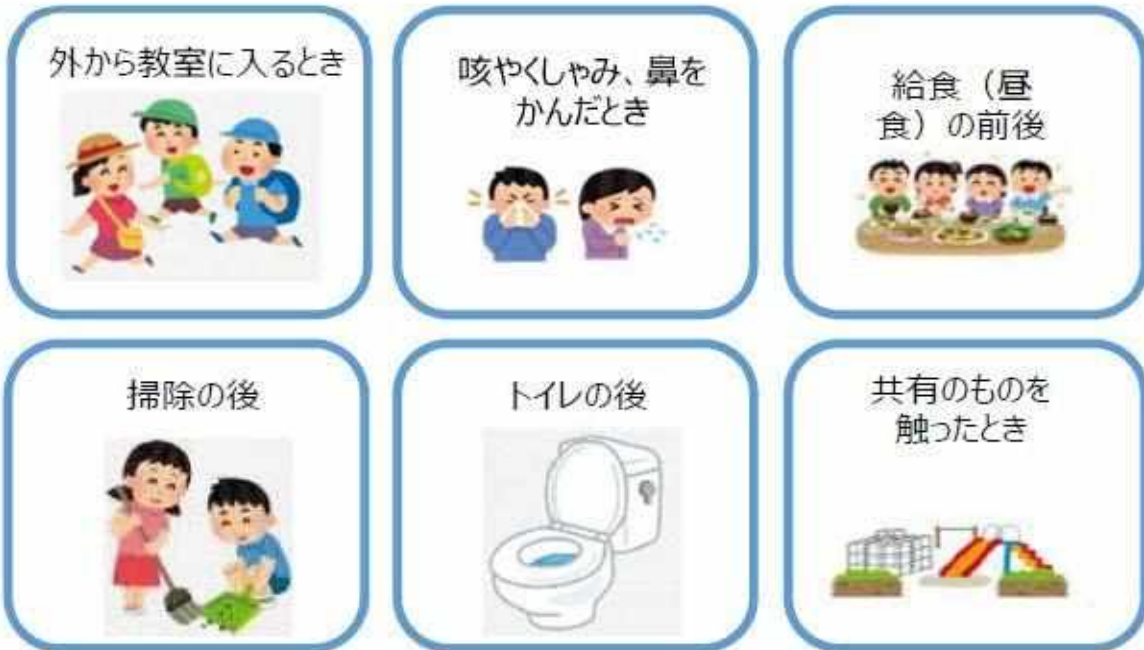 外から教室に入るとき
咳やくしゃみ、鼻を
かんだとき
給食（昼
食）の前後
掃除の後
トイレの後
共有のものを
触ったとき